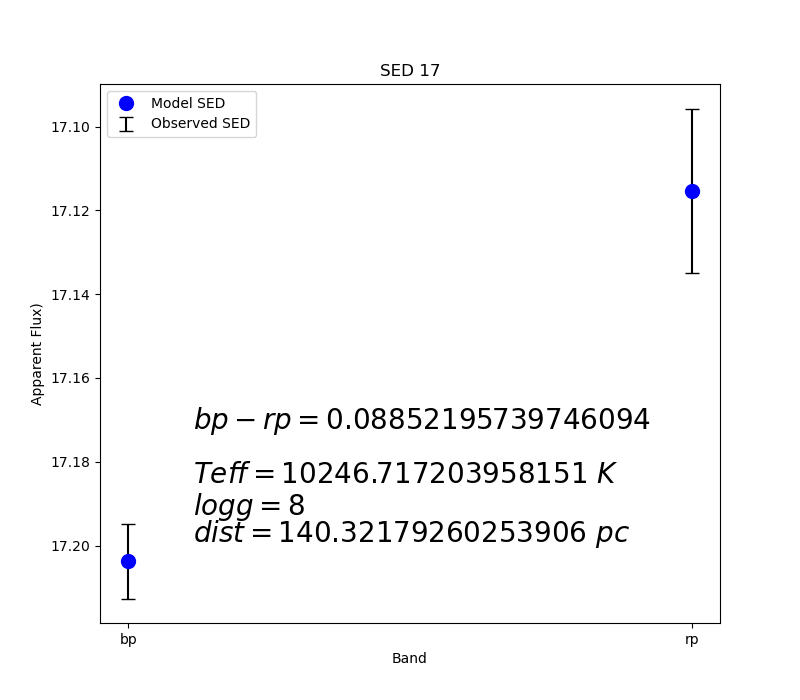 SED 17
Model SED
Observed SED
17.10
17.12
17.14
17.16
17.18
17.20
Apparent Flux)
bp − rp = 0.08852195739746094
Teff = 10246.717203958151 K
logg = 8
dist = 140.32179260253906 pc
bp
rp
Band